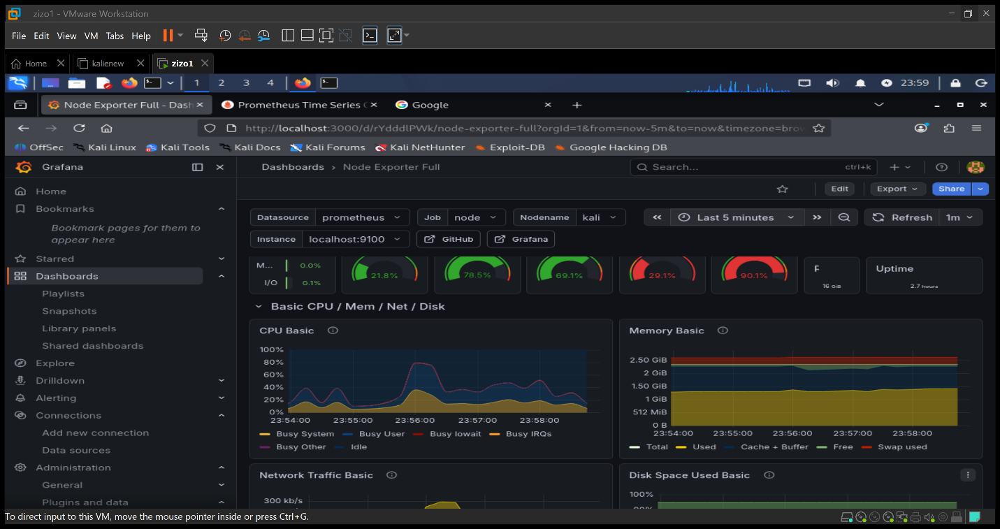 zizo1 - VMware Workstation
File Edit View VM Tabs Help
Home kalienew zizo1
1 2 3 4 23:59
Node Exporter Full - Dash Prometheus Time Series Google
http://localhost:3000/d/rYdddlPWk/node-exporter-full?orgId=1&from=now-5m&to=now&timezone=brow
OffSec Kali Linux Kali Tools Kali Docs Kali Forums Kali NetHunter Exploit-DB Google Hacking DB
Grafana Dashboards › Node Exporter Full Search... ctrl+k
Edit Export Share
Home
Bookmarks
Bookmark pages for them to
appear here
Starred
Dashboards
Playlists
Snapshots
Library panels
Shared dashboards
Explore
Drilldown
Alerting
Connections
Add new connection
Data sources
Administration
General
Plugins and data
Datasource prometheus Job node Nodename kali Last 5 minutes Refresh 1m
Instance localhost:9100 GitHub Grafana
M... 0.0%
I/O 0.1%
21.8% 78.5% 69.1% 29.1% 90.1%
16 GiB
Uptime
2.7 hours
Basic CPU / Mem / Net / Disk
CPU Basic
100%
80%
60%
40%
20%
0%
23:54:00 23:55:00 23:56:00 23:57:00 23:58:00
Busy System Busy User Busy Iowait Busy IRQs
Busy Other Idle
Memory Basic
2.50 GiB
2 GiB
1.50 GiB
1 GiB
512 MiB
0 B
23:54:00 23:55:00 23:56:00 23:57:00 23:58:00
Total Used Cache + Buffer Free Swap used
Network Traffic Basic
300 kb/s
Disk Space Used Basic
100%
To direct input to this VM, move the mouse pointer inside or press Ctrl+G.